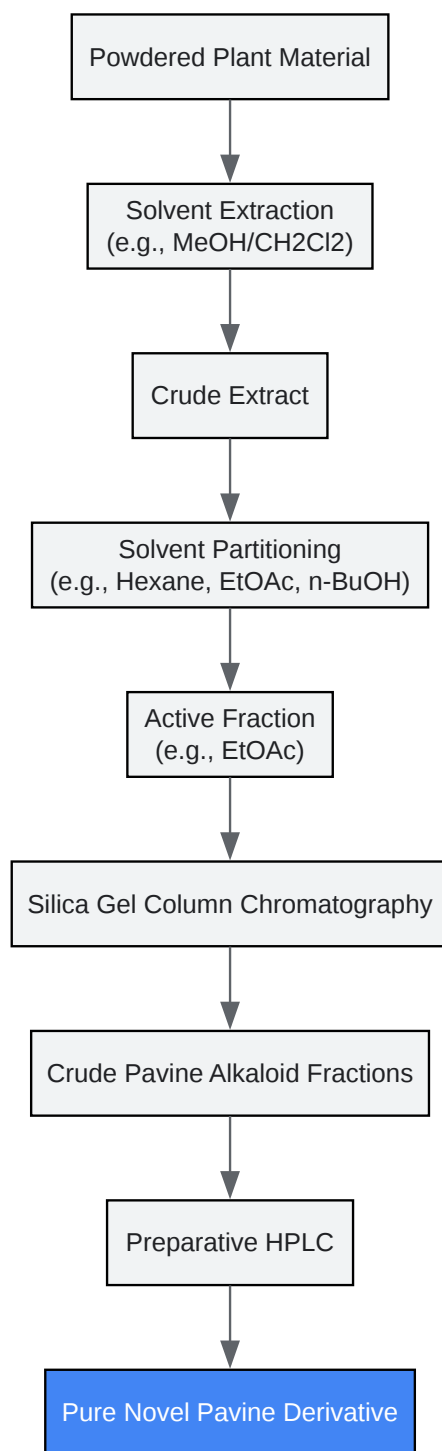 Powdered Plant Material
Solvent Extraction
(e.g., MeOH/CH2Cl2)
Crude Extract
Solvent Partitioning
(e.g., Hexane, EtOAc, n-BuOH)
Active Fraction
(e.g., EtOAc)
Silica Gel Column Chromatography
Crude Pavine Alkaloid Fractions
Preparative HPLC
Pure Novel Pavine Derivative